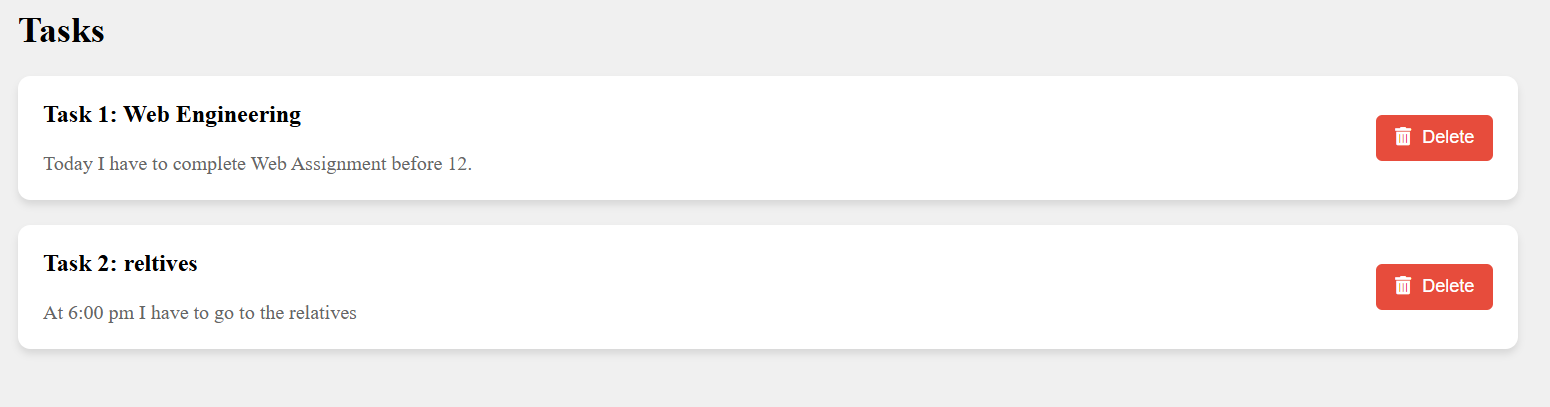 Tasks
Task 1: Web Engineering
Today I have to complete Web Assignment before 12.
Delete
Task 2: reltives
At 6:00 pm I have to go to the relatives
Delete